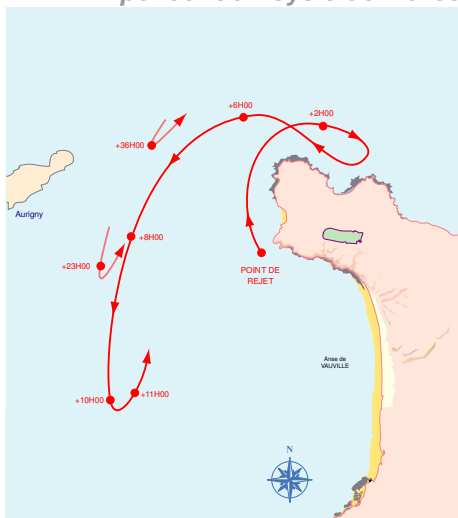 +6H00
+2H00
+36H00
Aurigny
+8H00
+23H00
POINT DE
REJET
Anse de
VAUVILLE
+10H00
+11H00
N